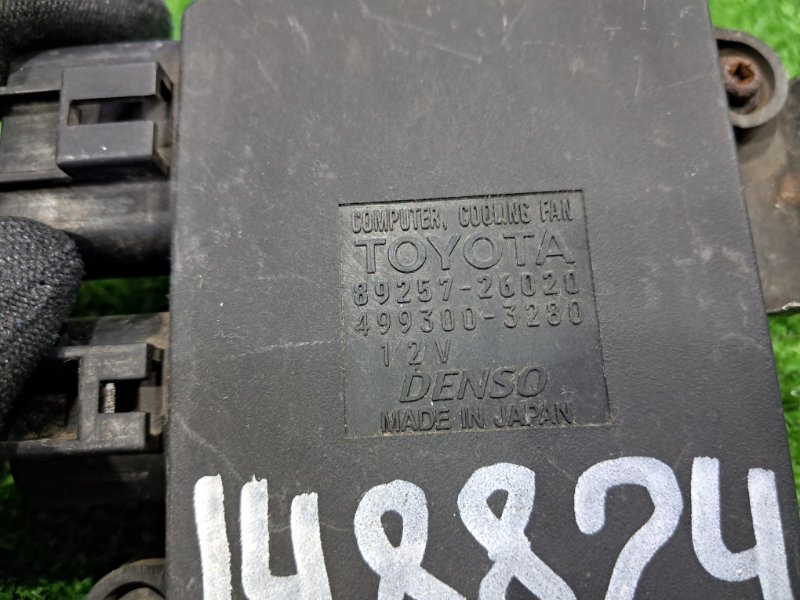 COMPUTER, COOLING FAN
TOYOTA
89257-26020
499300-3280
12V
DENSO
MADE IN JAPAN
148824